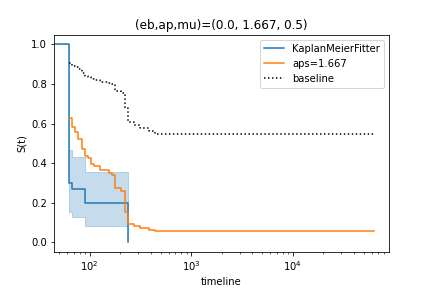 (eb,ap,mu)=(0.0, 1.667, 0.5)
KaplanMeierFitter
aps=1.667
baseline
1.0
0.8
0.6
0.4
0.2
0.0
S(t)
10²
10³
10⁴
timeline